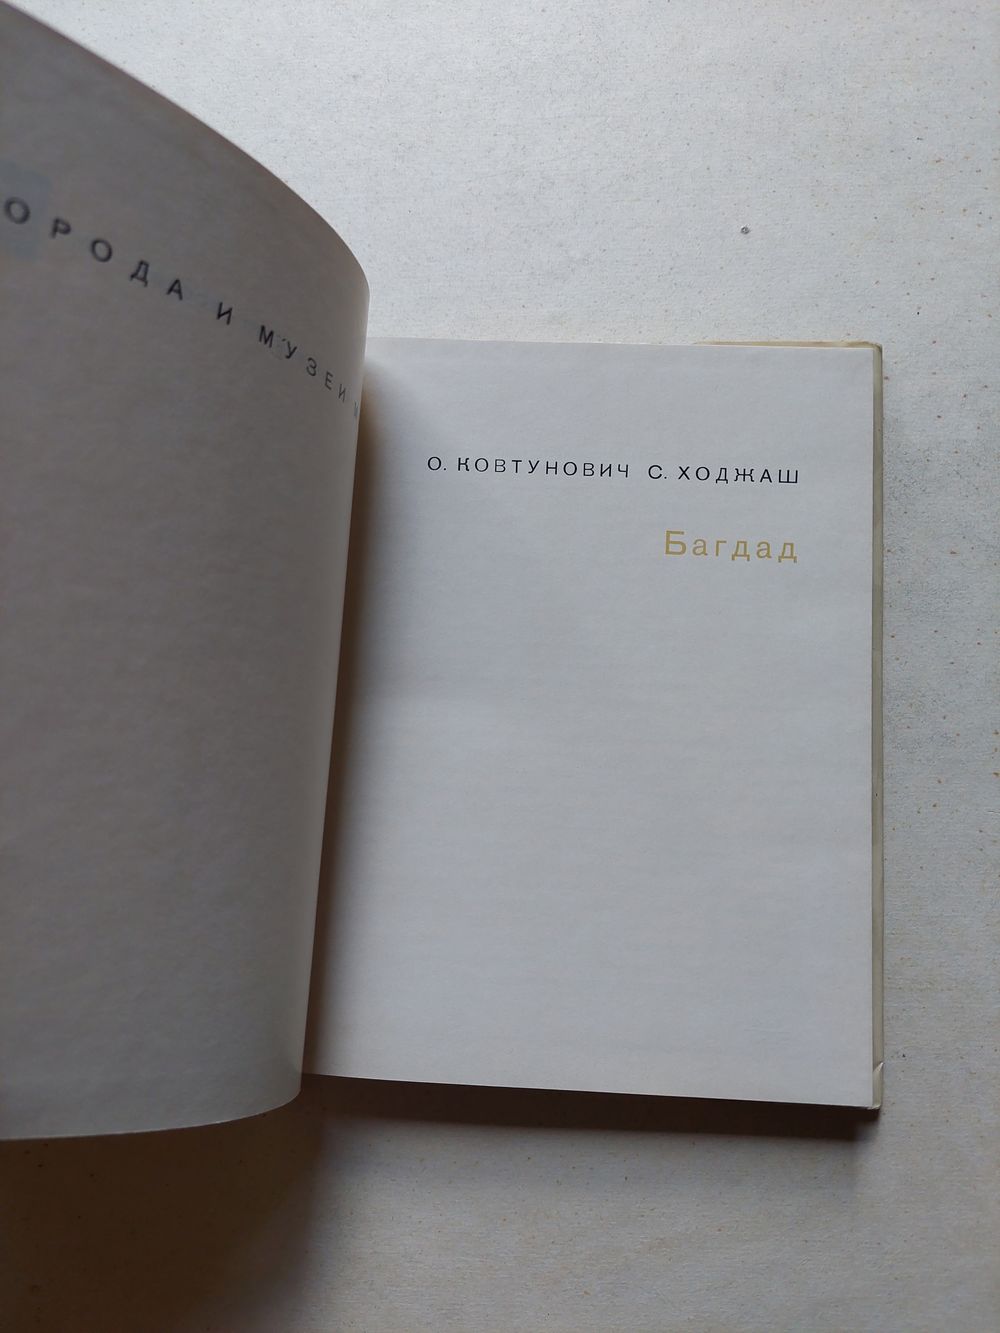 ОРОДА И МУЗЕИ М
О. КОВТУНОВИЧ С. ХОДЖАШ
Багдад